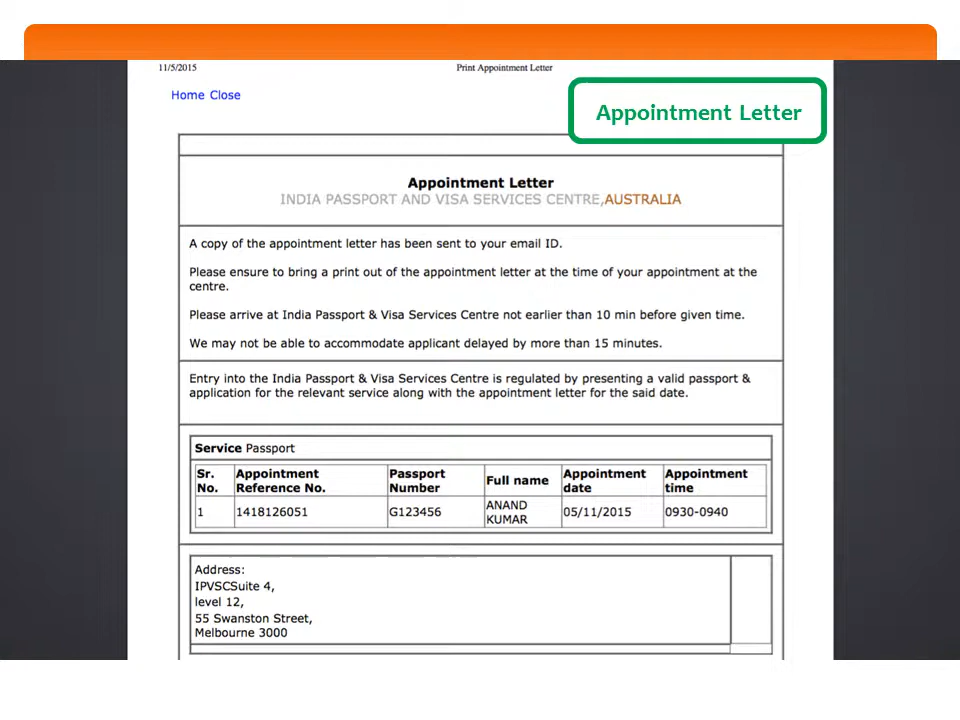 11/5/2015 Print Appointment Letter
Home Close
Appointment Letter
Appointment Letter
INDIA PASSPORT AND VISA SERVICES CENTRE,AUSTRALIA
A copy of the appointment letter has been sent to your email ID.
Please ensure to bring a print out of the appointment letter at the time of your appointment at the
centre.
Please arrive at India Passport & Visa Services Centre not earlier than 10 min before given time.
We may not be able to accommodate applicant delayed by more than 15 minutes.
Entry into the India Passport & Visa Services Centre is regulated by presenting a valid passport &
application for the relevant service along with the appointment letter for the said date.
Service Passport
Sr. No. Appointment Reference No. Passport Number Full name Appointment date Appointment time
1 1418126051 G123456 ANAND KUMAR 05/11/2015 0930-0940
Address:
IPVSCSuite 4,
level 12,
55 Swanston Street,
Melbourne 3000